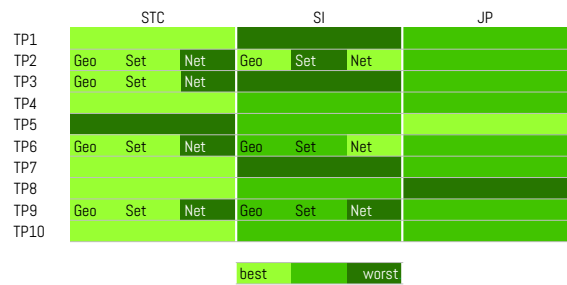 STC SI JP
TP1
TP2 Geo Set Net Geo Set Net
TP3 Geo Set Net
TP4
TP5
TP6 Geo Set Net Geo Set Net
TP7
TP8
TP9 Geo Set Net Geo Set Net
TP10
best worst